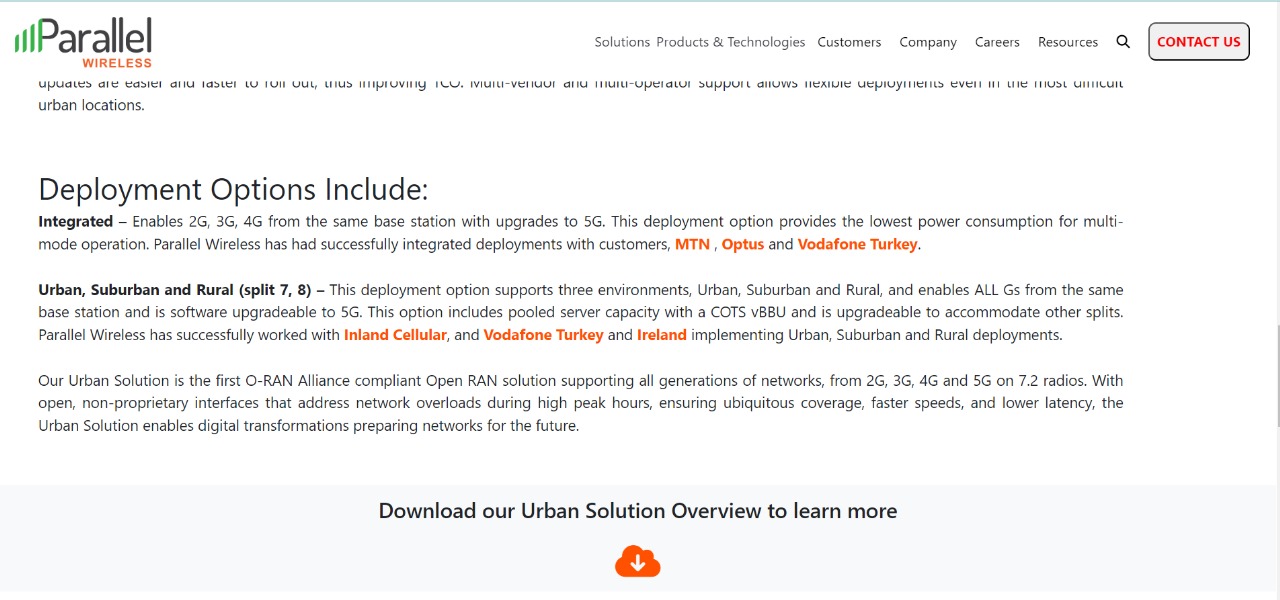 Parallel
WIRELESS
Solutions Products & Technologies Customers Company Careers Resources CONTACT US
updates are easier and faster to roll out, thus improving TCO. Multi-vendor and multi-operator support allows flexible deployments even in the most difficult
urban locations.
Deployment Options Include:
Integrated – Enables 2G, 3G, 4G from the same base station with upgrades to 5G. This deployment option provides the lowest power consumption for multi-
mode operation. Parallel Wireless has had successfully integrated deployments with customers, MTN , Optus and Vodafone Turkey.
Urban, Suburban and Rural (split 7, 8) – This deployment option supports three environments, Urban, Suburban and Rural, and enables ALL Gs from the same
base station and is software upgradeable to 5G. This option includes pooled server capacity with a COTS vBBU and is upgradeable to accommodate other splits.
Parallel Wireless has successfully worked with Inland Cellular, and Vodafone Turkey and Ireland implementing Urban, Suburban and Rural deployments.
Our Urban Solution is the first O-RAN Alliance compliant Open RAN solution supporting all generations of networks, from 2G, 3G, 4G and 5G on 7.2 radios. With
open, non-proprietary interfaces that address network overloads during high peak hours, ensuring ubiquitous coverage, faster speeds, and lower latency, the
Urban Solution enables digital transformations preparing networks for the future.
Download our Urban Solution Overview to learn more